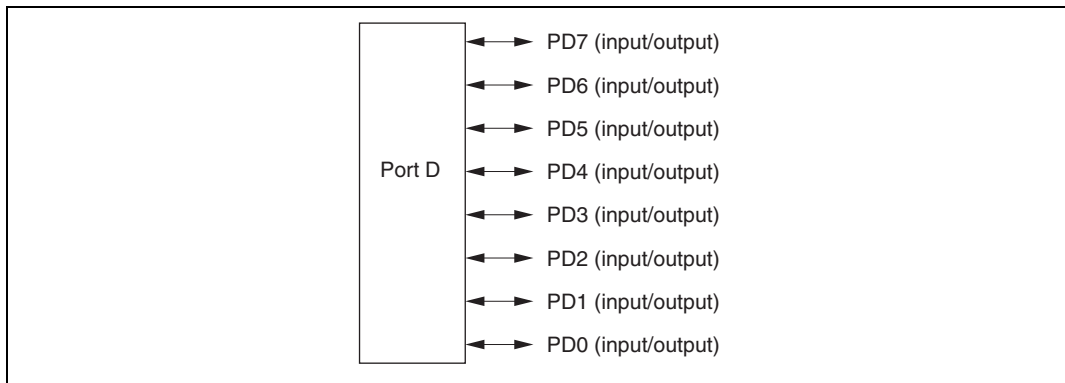 PD7 (input/output)
PD6 (input/output)
PD5 (input/output)
Port D
PD4 (input/output)
PD3 (input/output)
PD2 (input/output)
PD1 (input/output)
PD0 (input/output)